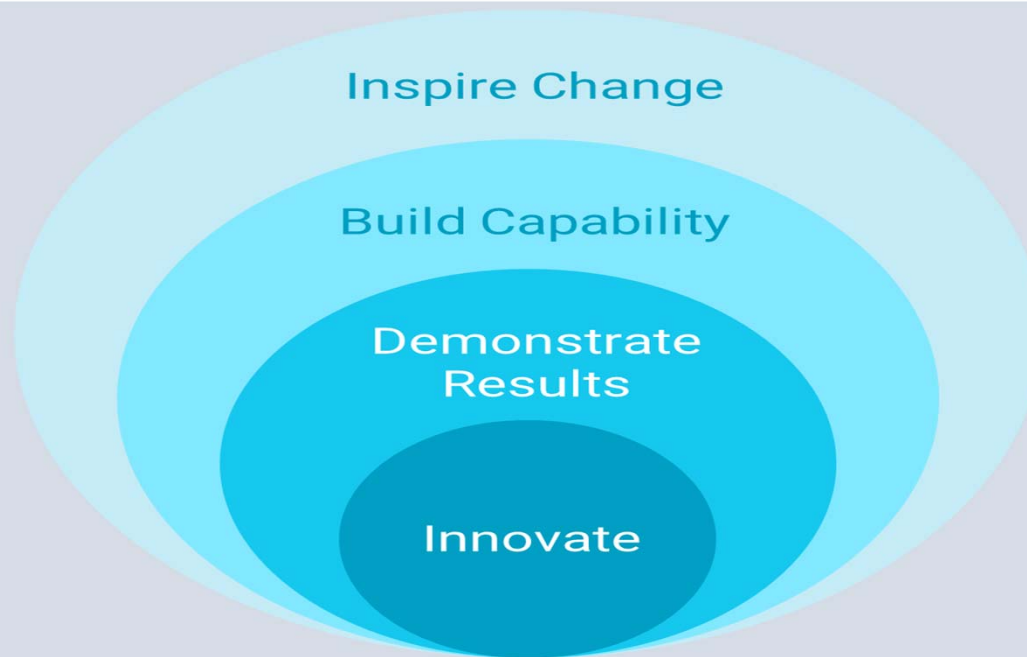 Inspire Change
Build Capability
Demonstrate
Results
Innovate